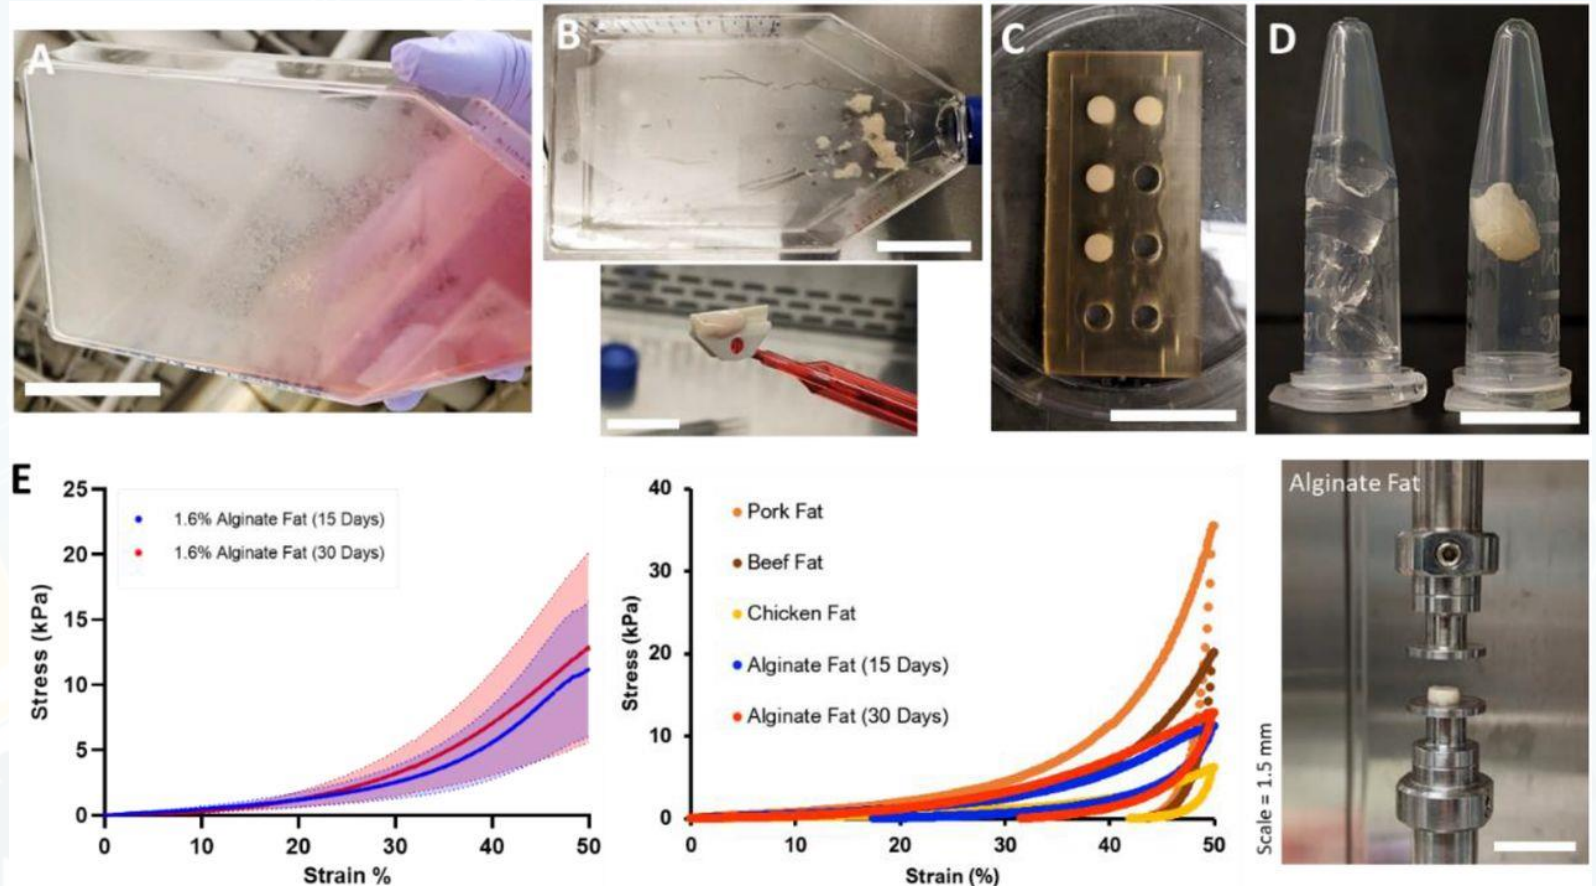 A
B
C
D
E
25
20
15
10
5
0
1.6% Alginate Fat (15 Days)
1.6% Alginate Fat (30 Days)
Stress (kPa)
0 10 20 30 40 50
Strain %
40
30
20
10
0
Pork Fat
Beef Fat
Chicken Fat
Alginate Fat (15 Days)
Alginate Fat (30 Days)
Stress (kPa)
0 10 20 30 40 50
Strain (%)
Alginate Fat
Scale = 1.5 mm